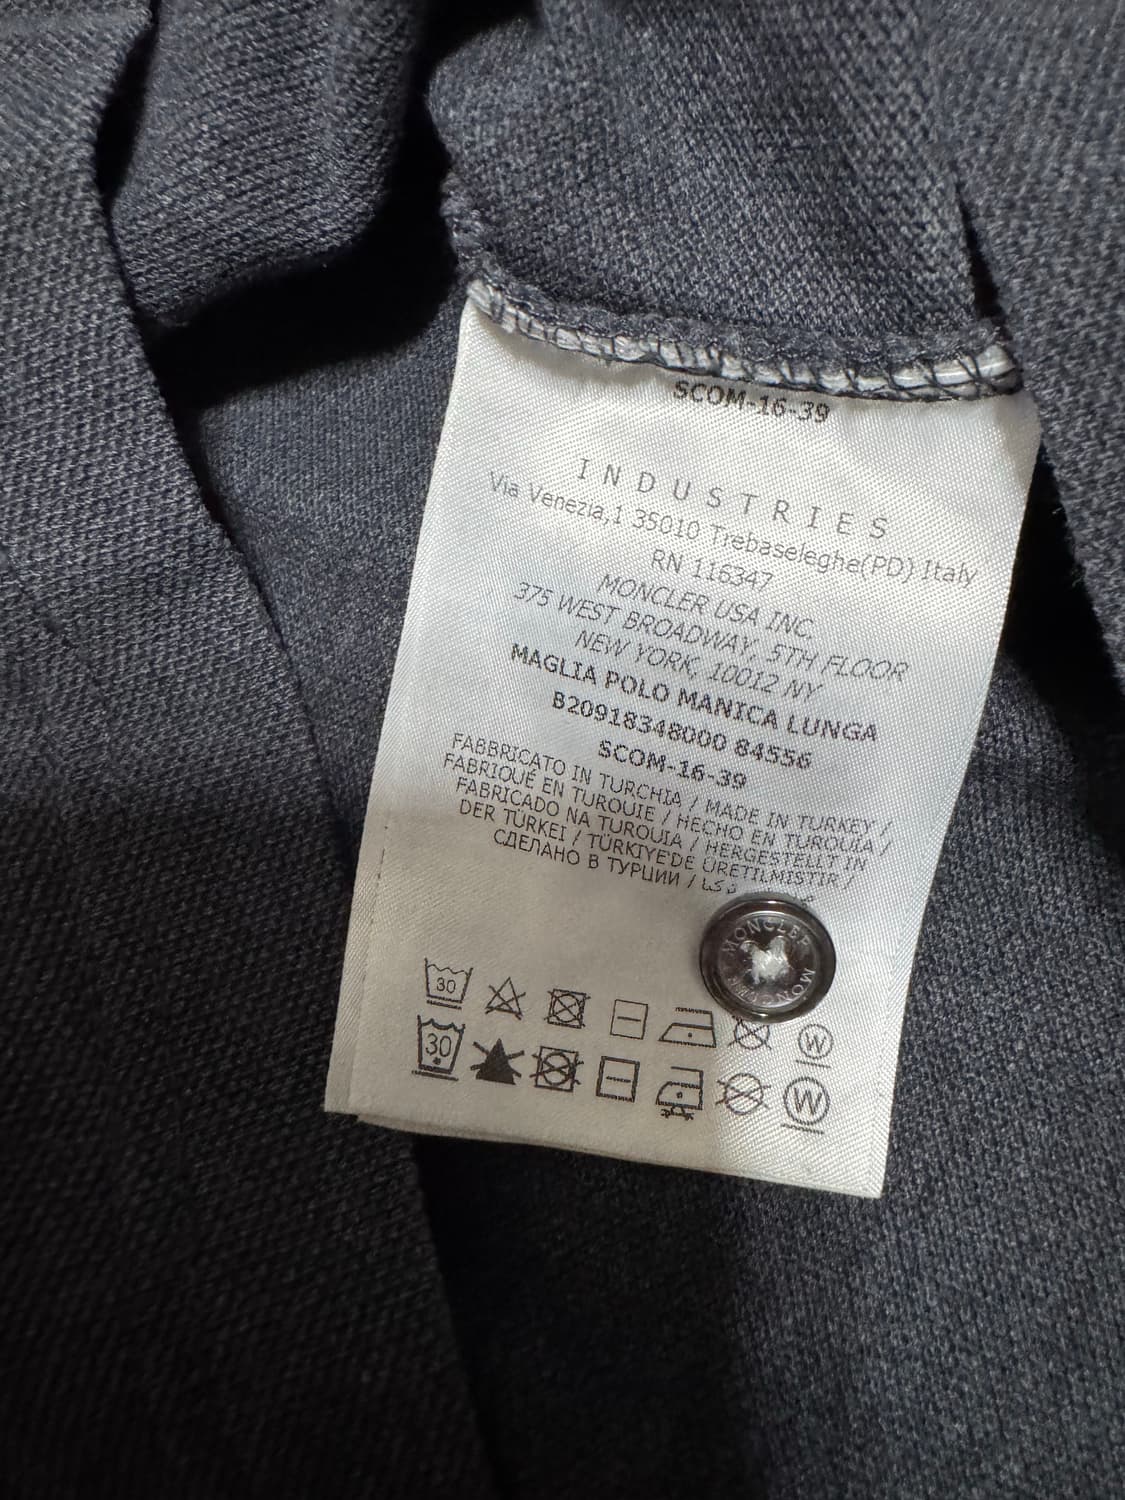 SCOM-16-39
INDUSTRIES
Via Venezia,1 35010 Trebaseleghe(PD) Italy
RN 116347
MONCLER USA INC.
375 WEST BROADWAY, 5TH FLOOR
NEW YORK, 10012 NY
MAGLIA POLO MANICA LUNGA
B20918348000 84556
SCOM-16-39
FABBRICATO IN TURCHIA / MADE IN TURKEY /
FABRIQUÉ EN TURQUIE / HECHO EN TURQUÍA /
FABRICADO NA TURQUIA / HERGESTELLT IN
DER TÜRKEI / TÜRKIYE'DE ÜRETILMISTIR /
СДЕЛАНО В ТУРЦИИ /
MONCLER MONCLER
30
W
30
W